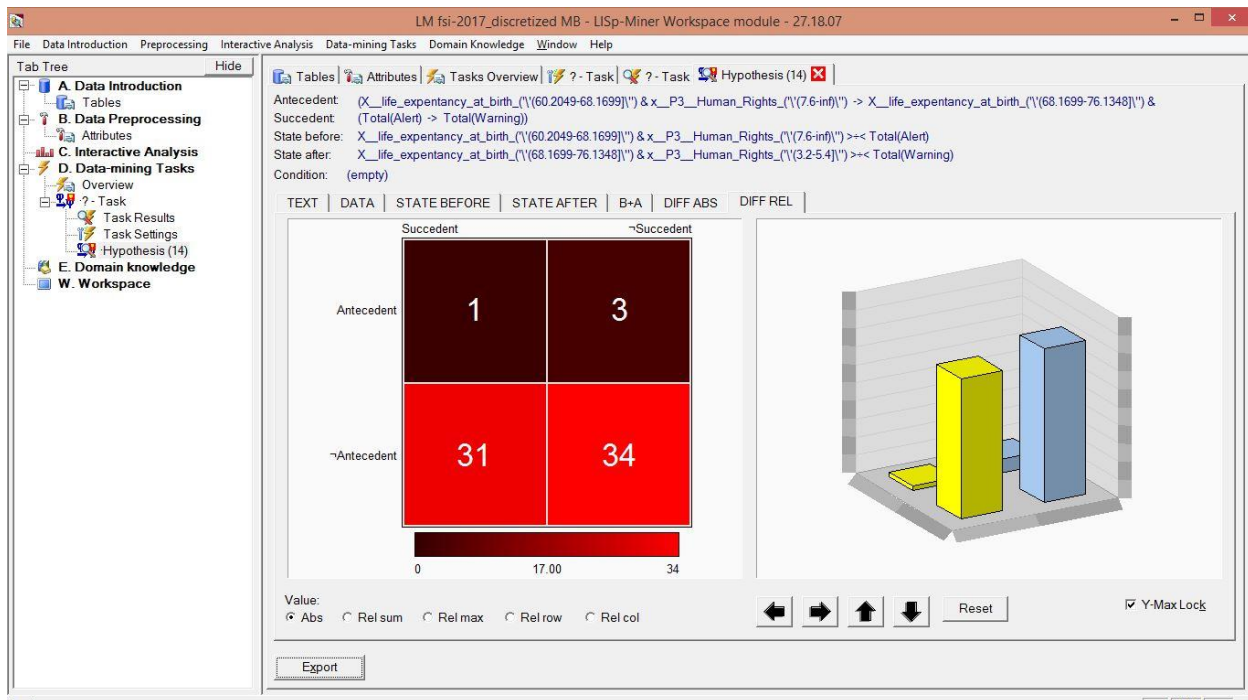 LM fsi-2017_discretized MB - LISp-Miner Workspace module - 27.18.07
File Data Introduction Preprocessing Interactive Analysis Data-mining Tasks Domain Knowledge Window Help
Tab Tree Hide
A. Data Introduction
Tables
B. Data Preprocessing
Attributes
C. Interactive Analysis
D. Data-mining Tasks
Overview
·?- Task
Task Results
Task Settings
·Hypothesis (14)
E. Domain knowledge
W. Workspace
Tables Attributes Tasks Overview ? - Task ? - Task Hypothesis (14)
Antecedent: (X__life_expentancy_at_birth_("\'(60.2049-68.1699]\") & x__P3__Human_Rights_("\'(7.6-inf)\") -> X__life_expentancy_at_birth_("\'(68.1699-76.1348]\") &
Succedent: (Total(Alert) -> Total(Warning))
State before: X__life_expentancy_at_birth_("\'(60.2049-68.1699]\") & x__P3__Human_Rights_("\'(7.6-inf)\") >÷< Total(Alert)
State after: X__life_expentancy_at_birth_("\'(68.1699-76.1348]\") & x__P3__Human_Rights_("\'(3.2-5.4]\") >÷< Total(Warning)
Condition: (empty)
TEXT DATA STATE BEFORE STATE AFTER B+A DIFF ABS DIFF REL
Succedent ¬Succedent
Antecedent 1 3
¬Antecedent 31 34
0 17.00 34
Value:
Abs Rel sum Rel max Rel row Rel col
Reset
Y-Max Lock
Export